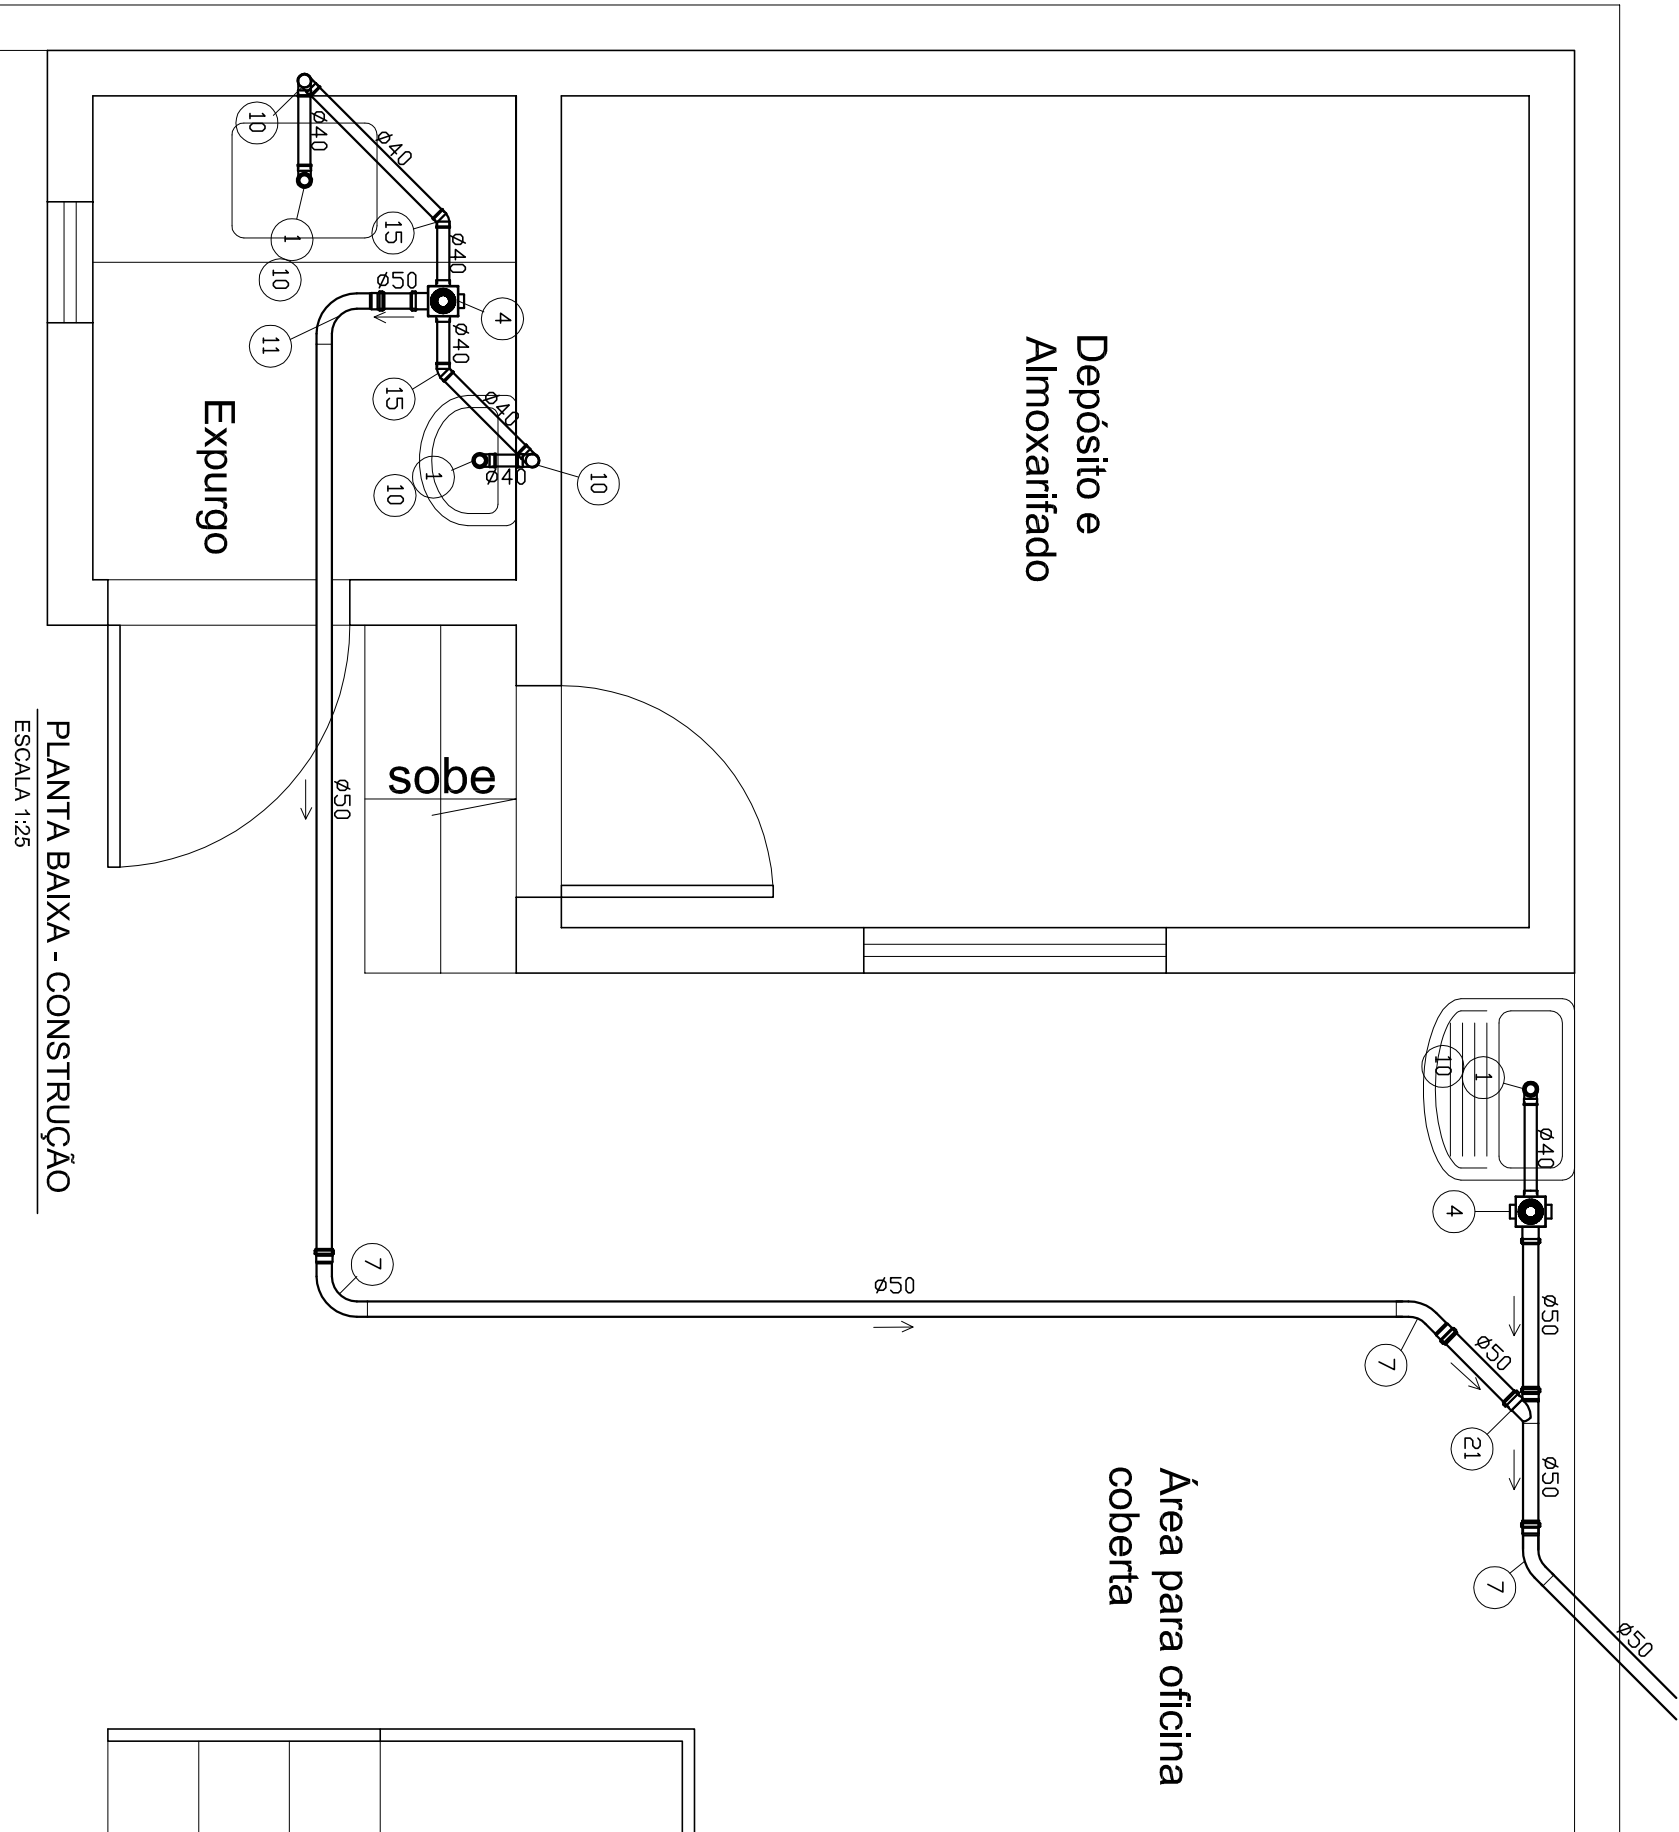 Depósito e
Almoxarifado
Expurgo
sobe
Área para oficina
coberta
PLANTA BAIXA - CONSTRUÇÃO
ESCALA 1:25
10
ø40
ø40
1
10
15
ø40
ø50
4
11
ø40
15
ø40
1
ø40
10
10
ø50
7
ø50
7
10
1
ø40
4
ø50
ø50
21
ø50
7
ø50